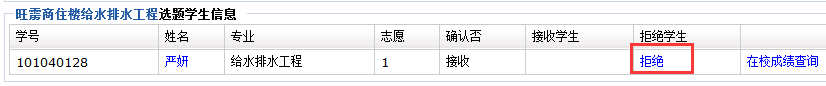 旺霈商住楼给水排水工程选题学生信息
学号 姓名 专业 志愿 确认否 接收学生 拒绝学生
101040128 严妍 给水排水工程 1 接收 拒绝 在校成绩查询